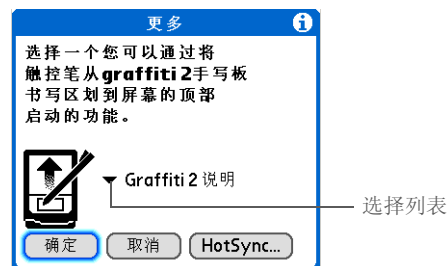 更多
选择一个您可以通过将
触控笔从graffiti 2手写板
书写区划到屏幕的顶部
启动的功能。
Graffiti 2 说明
选择列表
确定 取消 HotSync...